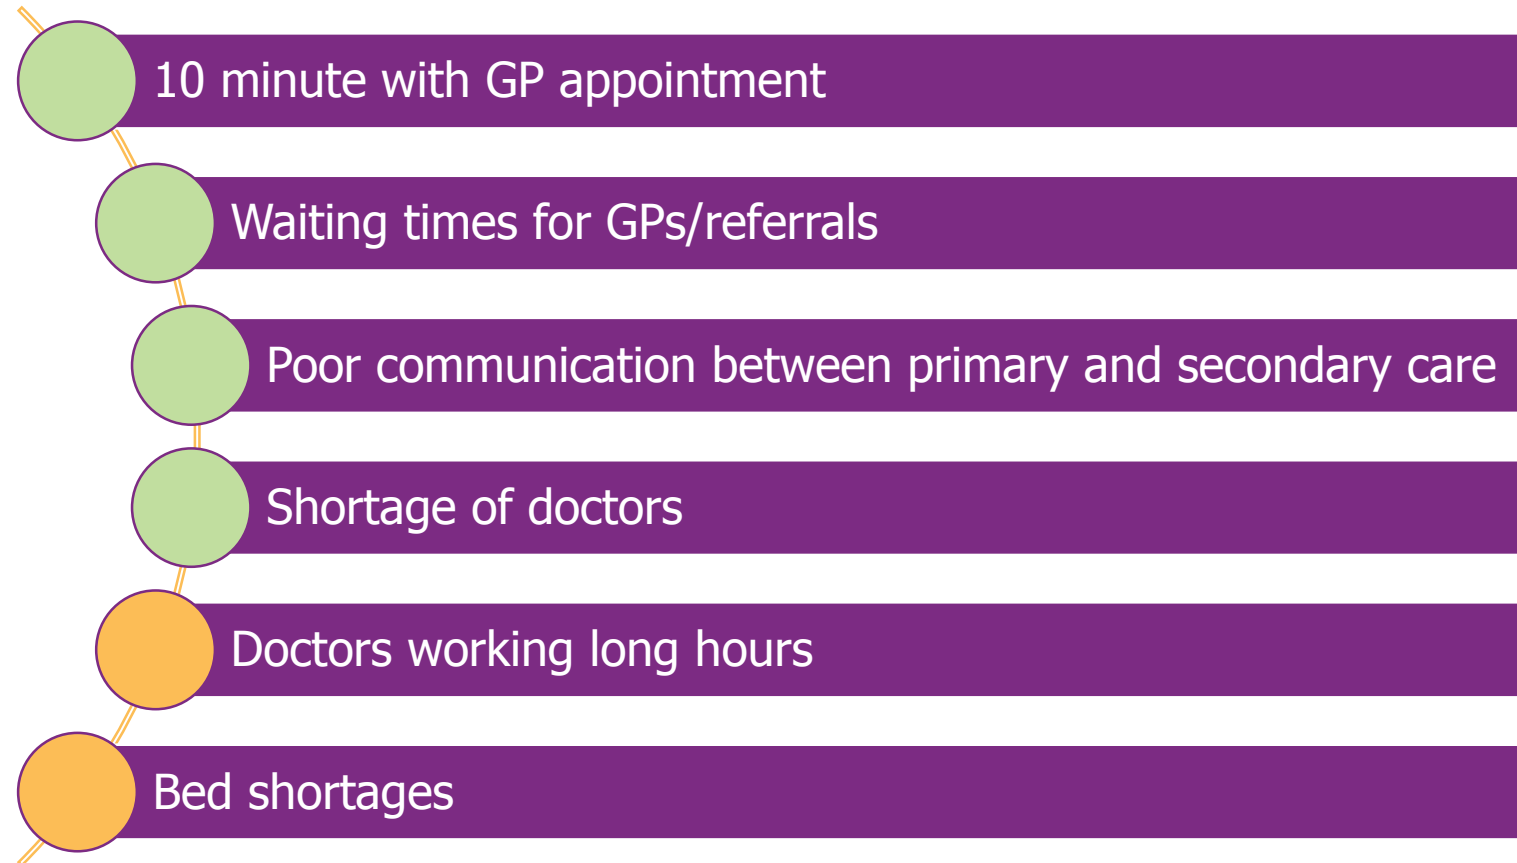 10 minute with GP appointment
Waiting times for GPs/referrals
Poor communication between primary and secondary care
Shortage of doctors
Doctors working long hours
Bed shortages